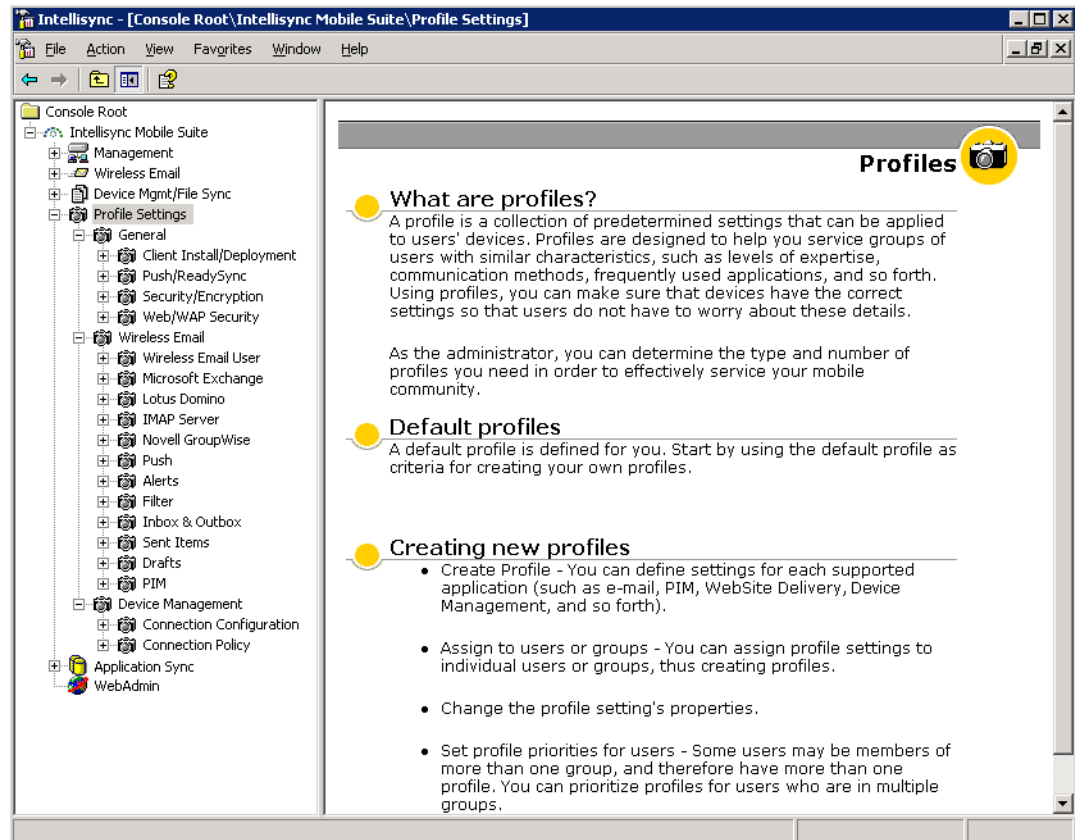 Intellisync - [Console Root\Intellisync Mobile Suite\Profile Settings]
File Action View Favorites Window Help
Console Root
Intellisync Mobile Suite
Management
Wireless Email
Device Mgmt/File Sync
Profile Settings
General
Client Install/Deployment
Push/ReadySync
Security/Encryption
Web/WAP Security
Wireless Email
Wireless Email User
Microsoft Exchange
Lotus Domino
IMAP Server
Novell GroupWise
Push
Alerts
Filter
Inbox & Outbox
Sent Items
Drafts
PIM
Device Management
Connection Configuration
Connection Policy
Application Sync
WebAdmin
Profiles
What are profiles?
A profile is a collection of predetermined settings that can be applied
to users' devices. Profiles are designed to help you service groups of
users with similar characteristics, such as levels of expertise,
communication methods, frequently used applications, and so forth.
Using profiles, you can make sure that devices have the correct
settings so that users do not have to worry about these details.
As the administrator, you can determine the type and number of
profiles you need in order to effectively service your mobile
community.
Default profiles
A default profile is defined for you. Start by using the default profile as
criteria for creating your own profiles.
Creating new profiles
• Create Profile - You can define settings for each supported
application (such as e-mail, PIM, WebSite Delivery, Device
Management, and so forth).
• Assign to users or groups - You can assign profile settings to
individual users or groups, thus creating profiles.
• Change the profile setting's properties.
• Set profile priorities for users - Some users may be members of
more than one group, and therefore have more than one
profile. You can prioritize profiles for users who are in multiple
groups.